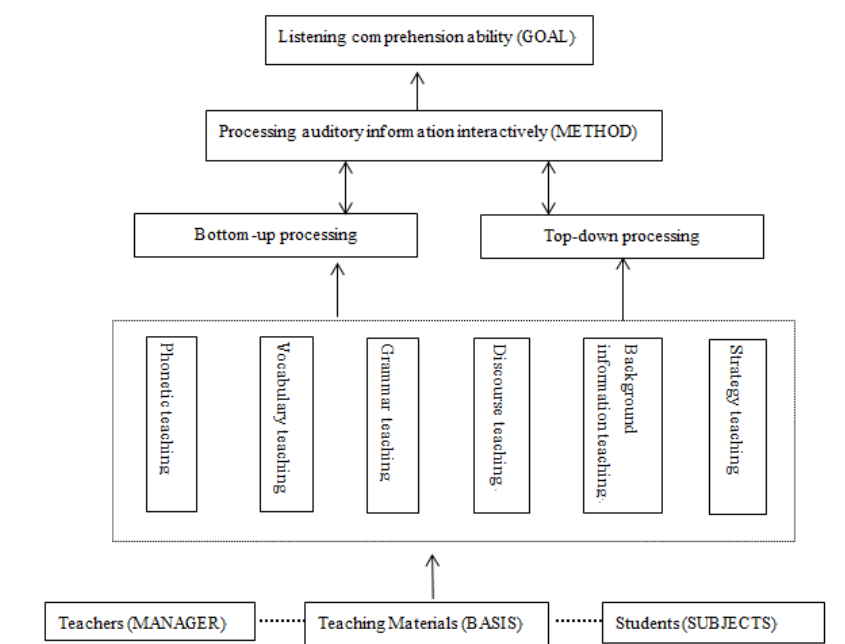 Listening comprehension ability (GOAL)
Processing auditory information interactively (METHOD)
Bottom-up processing
Top-down processing
Phonetic teaching
Vocabulary teaching
Grammar teaching
Discourse teaching.
Background
information teaching.
Strategy teaching
Teachers (MANAGER)
Teaching Materials (BASIS)
Students (SUBJECTS)